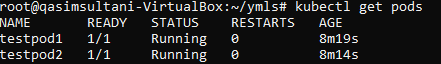 root@qasimsultani-VirtualBox:~/ymls# kubectl get pods
NAME READY STATUS RESTARTS AGE
testpod1 1/1 Running 0 8m19s
testpod2 1/1 Running 0 8m14s